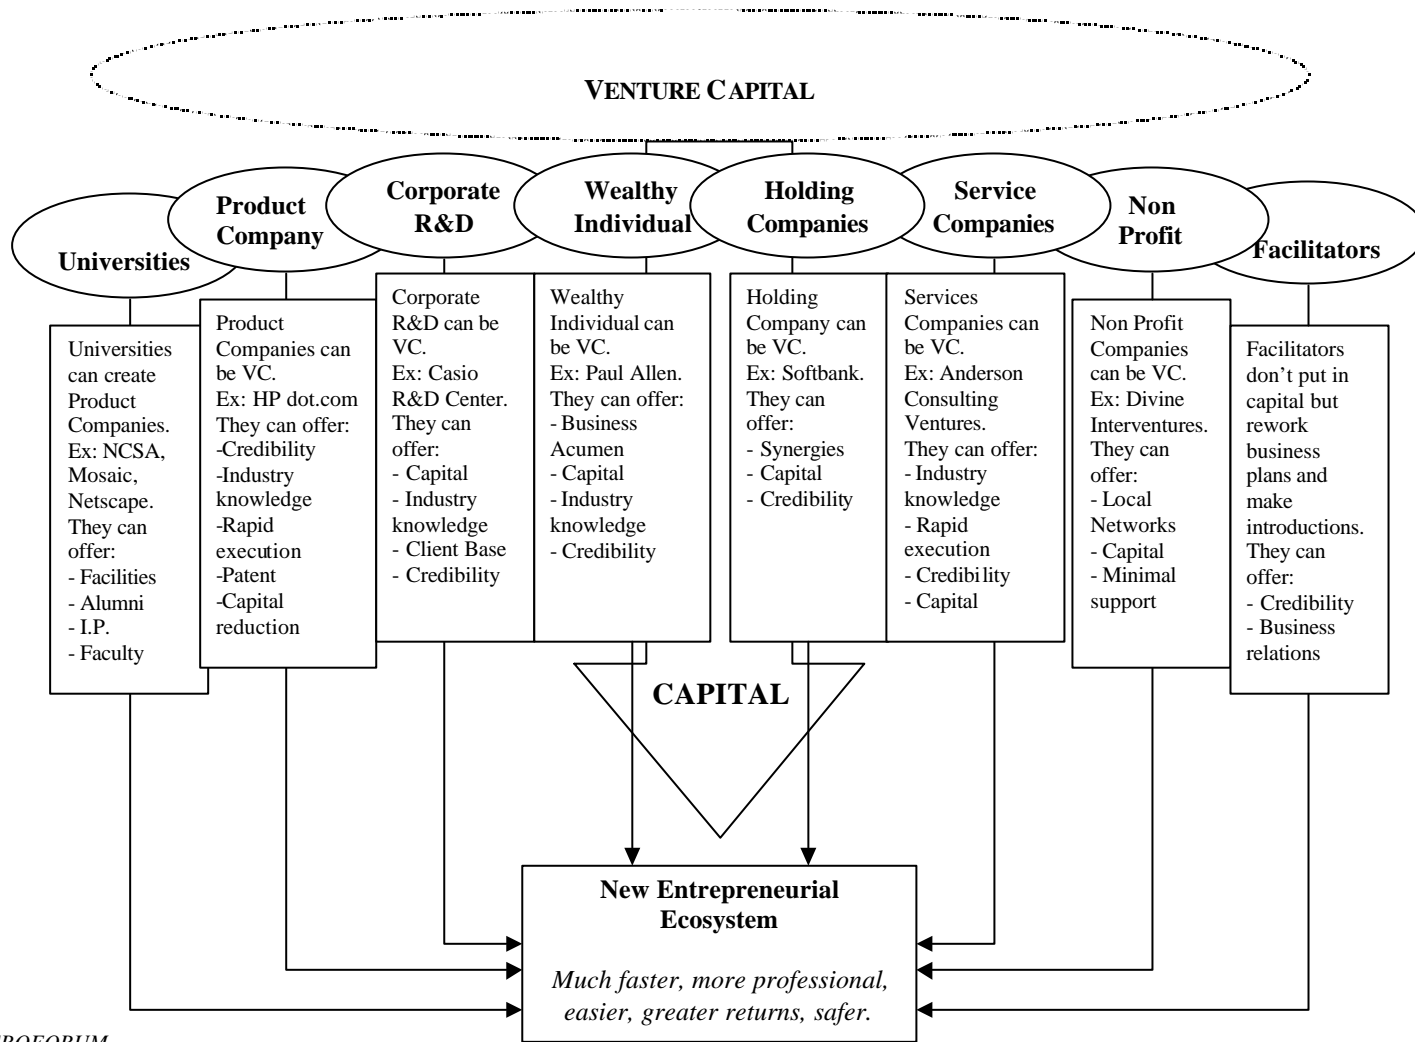 VENTURE CAPITAL
Universities
Product
Company
Corporate
R&D
Wealthy
Individual
Holding
Companies
Service
Companies
Non
Profit
Facilitators
Universities
can create
Product
Companies.
Ex: NCSA,
Mosaic,
Netscape.
They can
offer:
- Facilities
- Alumni
- I.P.
- Faculty
Product
Companies can
be VC.
Ex: HP dot.com
They can offer:
-Credibility
-Industry
knowledge
-Rapid
execution
-Patent
-Capital
reduction
Corporate
R&D can be
VC.
Ex: Casio
R&D Center.
They can
offer:
- Capital
- Industry
knowledge
- Client Base
- Credibility
Wealthy
Individual can
be VC.
Ex: Paul Allen.
They can offer:
- Business
Acumen
- Capital
- Industry
knowledge
- Credibility
Holding
Company can
be VC.
Ex: Softbank.
They can
offer:
- Synergies
- Capital
- Credibility
Services
Companies can
be VC.
Ex: Anderson
Consulting
Ventures.
They can offer:
- Industry
knowledge
- Rapid
execution
- Credibility
- Capital
Non Profit
Companies
can be VC.
Ex: Divine
Interventures.
They can
offer:
- Local
Networks
- Capital
- Minimal
support
Facilitators
don't put in
capital but
rework
business
plans and
make
introductions.
They can
offer:
- Credibility
- Business
relations
CAPITAL
New Entrepreneurial
Ecosystem
Much faster, more professional,
easier, greater returns, safer.